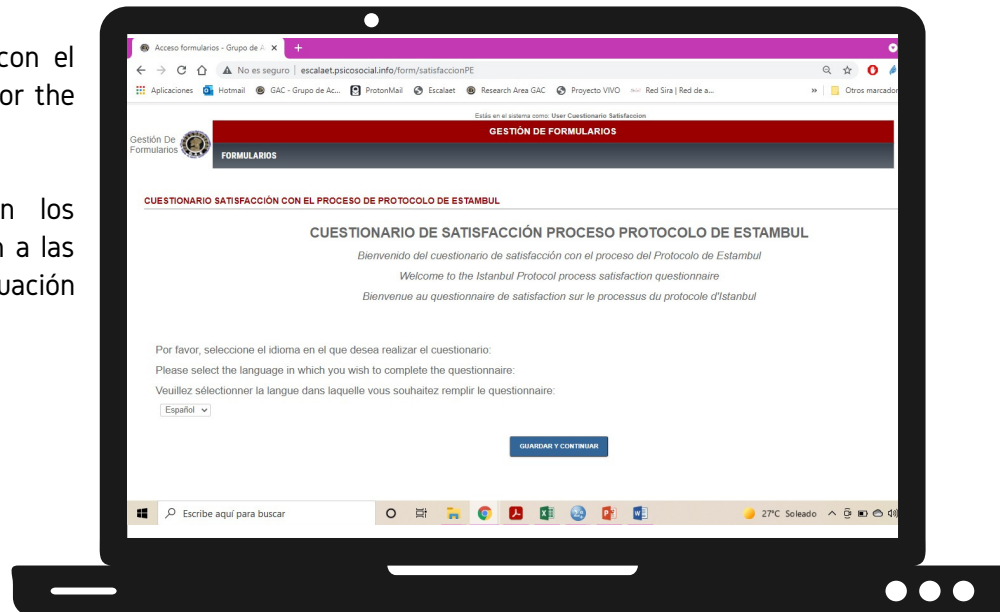 con el
or the
n los
n a las
uación
Acceso formularios - Grupo de A
No es seguro | escalaet.psicosocial.info/form/satisfaccionPE
Aplicaciones Hotmail GAC - Grupo de Ac... ProtonMail Escalaet Research Area GAC Proyecto VIVO Red Sira | Red de a... » Otros marcador
Estás en el sistema como: User Cuestionario Satisfaccion
Gestión De
Formularios
GESTIÓN DE FORMULARIOS
FORMULARIOS
CUESTIONARIO SATISFACCIÓN CON EL PROCESO DE PROTOCOLO DE ESTAMBUL
CUESTIONARIO DE SATISFACCIÓN PROCESO PROTOCOLO DE ESTAMBUL
Bienvenido del cuestionario de satisfacción con el proceso del Protocolo de Estambul
Welcome to the Istanbul Protocol process satisfaction questionnaire
Bienvenue au questionnaire de satisfaction sur le processus du protocole d'Istanbul
Por favor, seleccione el idioma en el que desea realizar el cuestionario:
Please select the language in which you wish to complete the questionnaire:
Veuillez sélectionner la langue dans laquelle vous souhaitez remplir le questionnaire:
Español
GUARDAR Y CONTINUAR
Escribe aquí para buscar
27°C Soleado